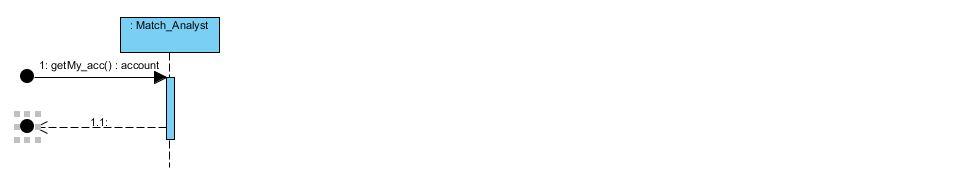 : Match_Analyst
1: getMy_acc() : account
1.1: